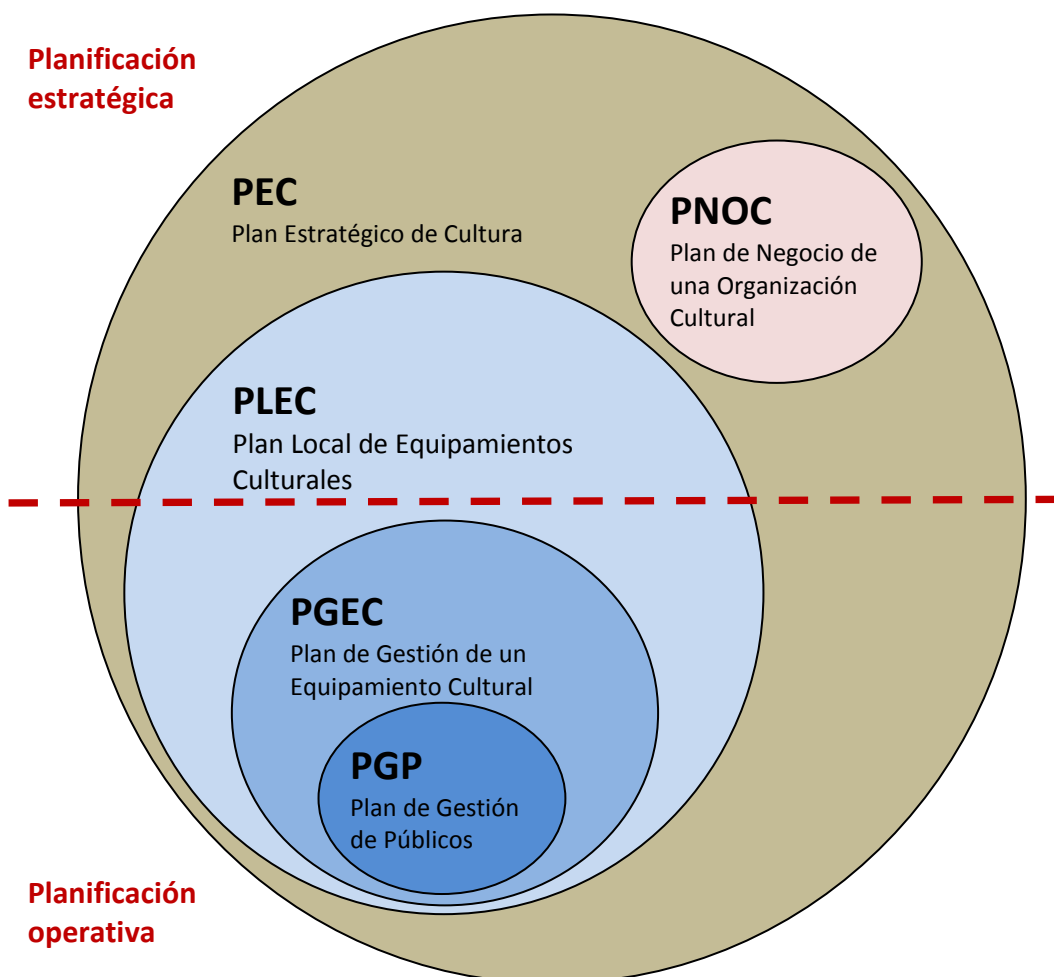 Planificación
estratégica
PEC
Plan Estratégico de Cultura
PNOC
Plan de Negocio de
una Organización
Cultural
PLEC
Plan Local de Equipamientos
Culturales
PGEC
Plan de Gestión de un
Equipamiento Cultural
PGP
Plan de Gestión
de Públicos
Planificación
operativa